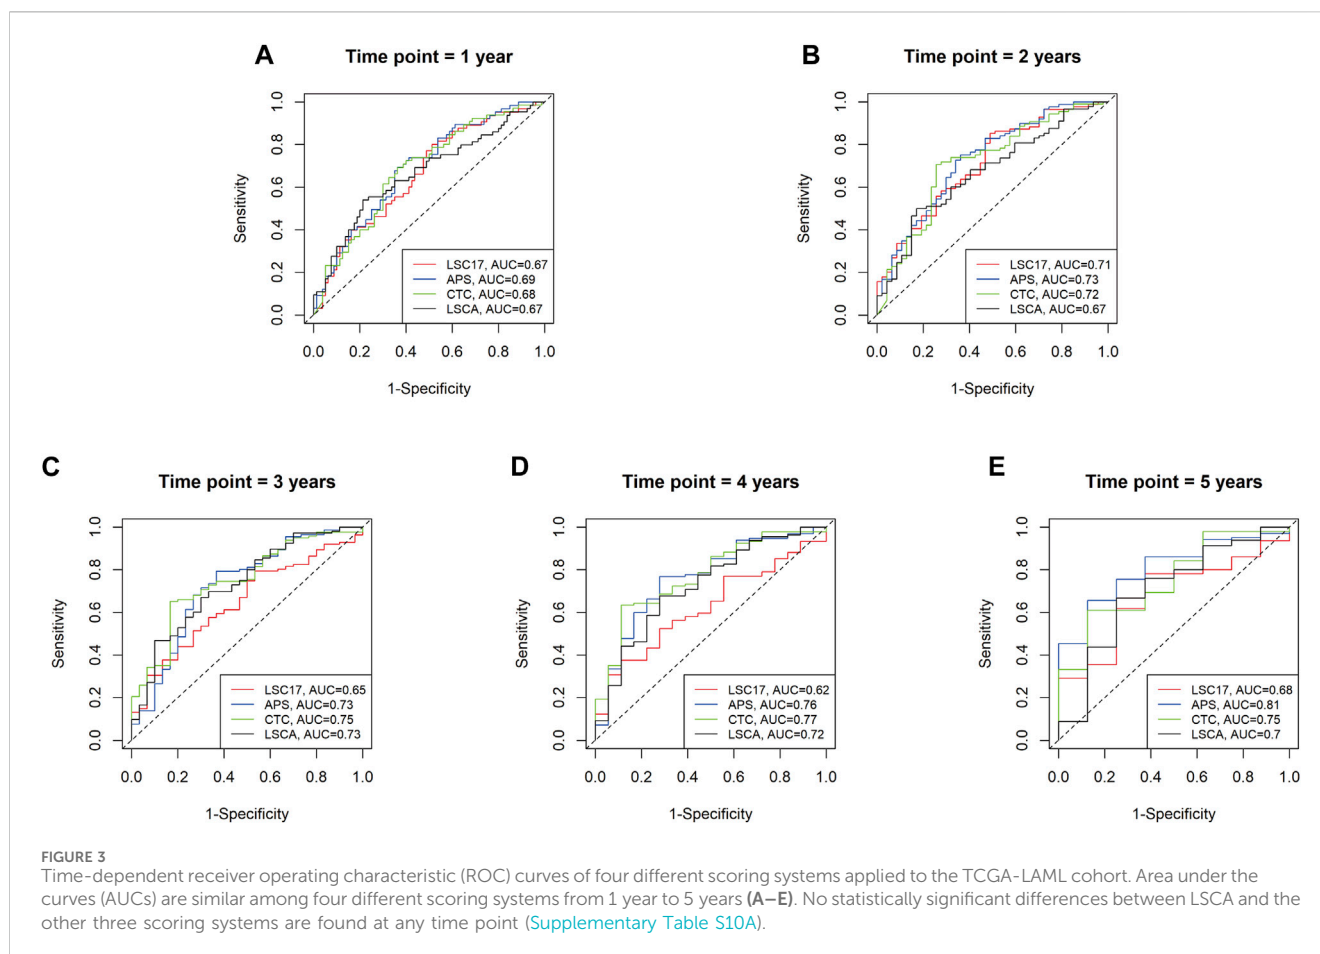 A
Time point = 1 year
Sensitivity
1.0
0.8
0.6
0.4
0.2
0.0
LSC17, AUC=0.67
APS, AUC=0.69
CTC, AUC=0.68
LSCA, AUC=0.67
0.0 0.2 0.4 0.6 0.8 1.0
1-Specificity
B
Time point = 2 years
Sensitivity
1.0
0.8
0.6
0.4
0.2
0.0
LSC17, AUC=0.71
APS, AUC=0.73
CTC, AUC=0.72
LSCA, AUC=0.67
0.0 0.2 0.4 0.6 0.8 1.0
1-Specificity
C
Time point = 3 years
Sensitivity
1.0
0.8
0.6
0.4
0.2
0.0
LSC17, AUC=0.65
APS, AUC=0.73
CTC, AUC=0.75
LSCA, AUC=0.73
0.0 0.2 0.4 0.6 0.8 1.0
1-Specificity
D
Time point = 4 years
Sensitivity
1.0
0.8
0.6
0.4
0.2
0.0
LSC17, AUC=0.62
APS, AUC=0.76
CTC, AUC=0.77
LSCA, AUC=0.72
0.0 0.2 0.4 0.6 0.8 1.0
1-Specificity
E
Time point = 5 years
Sensitivity
1.0
0.8
0.6
0.4
0.2
0.0
LSC17, AUC=0.68
APS, AUC=0.81
CTC, AUC=0.75
LSCA, AUC=0.7
0.0 0.2 0.4 0.6 0.8 1.0
1-Specificity
FIGURE 3
Time-dependent receiver operating characteristic (ROC) curves of four different scoring systems applied to the TCGA-LAML cohort. Area under the
curves (AUCs) are similar among four different scoring systems from 1 year to 5 years (A–E). No statistically significant differences between LSCA and the
other three scoring systems are found at any time point (Supplementary Table S10A).